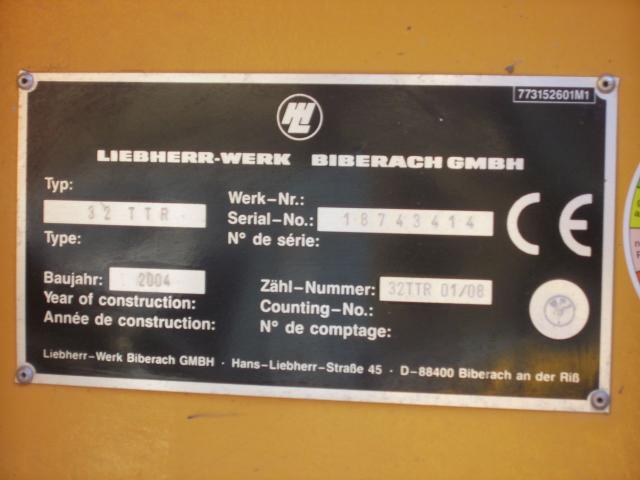 773152601M1
LIEBHERR-WERK BIBERACH GMBH
Typ:
32 TTR
Type:
Werk-Nr.:
Serial-No.: 18743414
N° de série:
CE
Baujahr: 2004
Year of construction:
Année de construction:
Zähl-Nummer: 32TTR 01/08
Counting-No.:
N° de comptage:
Liebherr-Werk Biberach GMBH · Hans-Liebherr-Straße 45 · D-88400 Biberach an der Riß